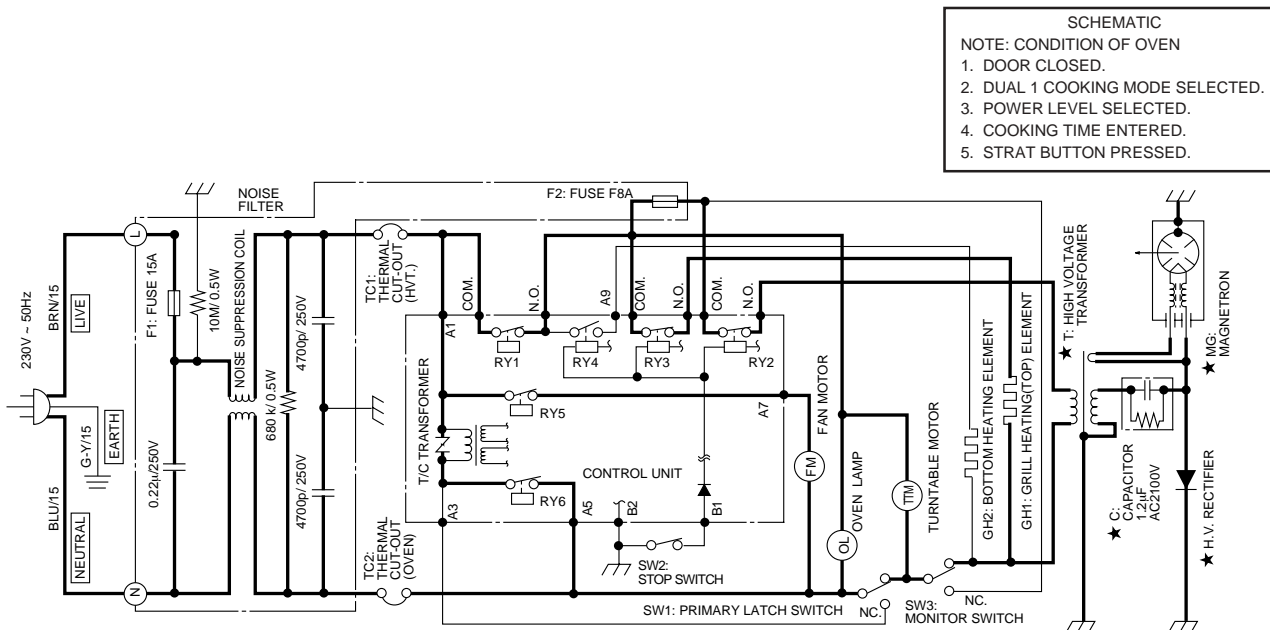 SCHEMATIC
NOTE: CONDITION OF OVEN
1. DOOR CLOSED.
2. DUAL 1 COOKING MODE SELECTED.
3. POWER LEVEL SELECTED.
4. COOKING TIME ENTERED.
5. STRAT BUTTON PRESSED.
NOISE
FILTER
F2: FUSE F8A
230V ~ 50Hz
BRN/15
LIVE
L
F1: FUSE 15A
10M/ 0.5W
NOISE SUPPRESSION COIL
680 k/ 0.5W
4700p/ 250V
4700p/ 250V
G-Y/15
EARTH
BLU/15
NEUTRAL
N
0.22μ/250V
TC1:
THERMAL
CUT-OUT
(HVT.)
TC2:
THERMAL
CUT-OUT
(OVEN)
A1
COM.
N.O.
A9
COM.
N.O.
COM.
N.O.
RY1
RY4
RY3
RY2
RY5
A7
T/C TRANSFORMER
CONTROL UNIT
RY6
A3
A5
B2
B1
SW2:
STOP SWITCH
FAN MOTOR
FM
OVEN LAMP
OL
TURNTABLE MOTOR
TTM
GH2: BOTTOM HEATING ELEMENT
GH1: GRILL HEATING(TOP) ELEMENT
SW1: PRIMARY LATCH SWITCH
NC.
SW3:
MONITOR SWITCH
NC.
★ T: HIGH VOLTAGE
TRANSFORMER
★ MG:
MAGNETRON
★ C:
CAPACITOR
1.2μF
AC2100V
★ H.V. RECTIFIER